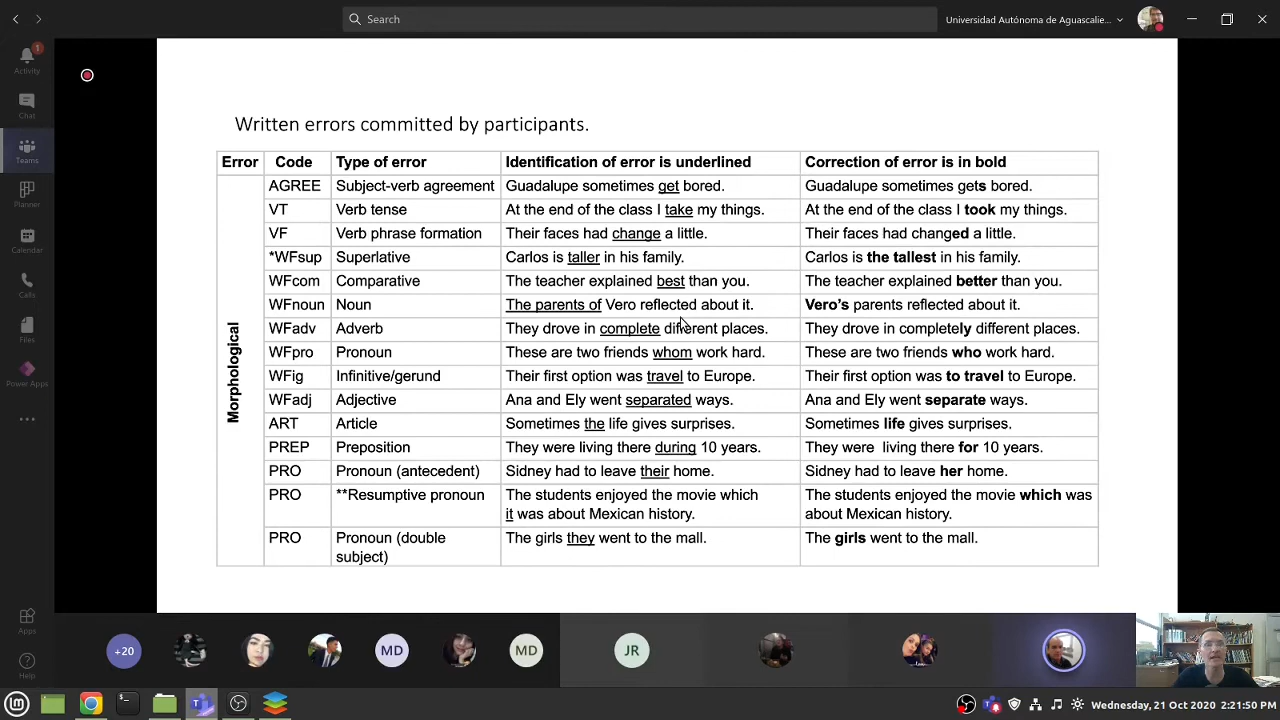 Search
Universidad Autónoma de Aguascalie...
Activity
1
Chat
Teams
Planner
Calendar
Calls
Files
Power Apps
Apps
Help
Written errors committed by participants.
Error Code Type of error Identification of error is underlined Correction of error is in bold
Morphological
AGREE Subject-verb agreement Guadalupe sometimes get bored. Guadalupe sometimes gets bored.
VT Verb tense At the end of the class I take my things. At the end of the class I took my things.
VF Verb phrase formation Their faces had change a little. Their faces had changed a little.
*WFsup Superlative Carlos is taller in his family. Carlos is the tallest in his family.
WFcom Comparative The teacher explained best than you. The teacher explained better than you.
WFnoun Noun The parents of Vero reflected about it. Vero's parents reflected about it.
WFadv Adverb They drove in complete different places. They drove in completely different places.
WFpro Pronoun These are two friends whom work hard. These are two friends who work hard.
WFig Infinitive/gerund Their first option was travel to Europe. Their first option was to travel to Europe.
WFadj Adjective Ana and Ely went separated ways. Ana and Ely went separate ways.
ART Article Sometimes the life gives surprises. Sometimes life gives surprises.
PREP Preposition They were living there during 10 years. They were living there for 10 years.
PRO Pronoun (antecedent) Sidney had to leave their home. Sidney had to leave her home.
PRO **Resumptive pronoun The students enjoyed the movie which The students enjoyed the movie which was
it was about Mexican history. about Mexican history.
PRO Pronoun (double The girls they went to the mall. The girls went to the mall.
subject)
+20
MD
MD
JR
Wednesday, 21 Oct 2020 2:21:50 PM